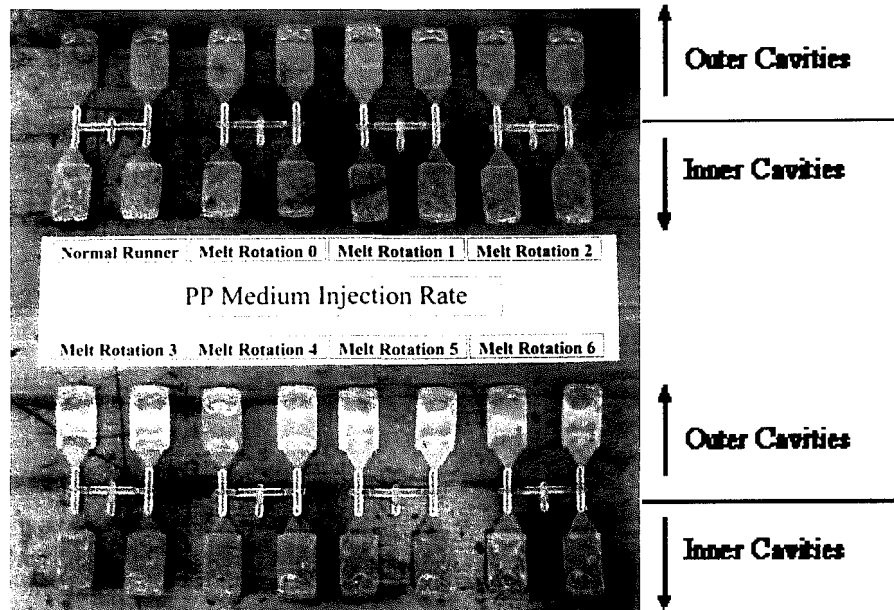 Outer Cavities
Inner Cavities
Normal Runner Melt Rotation 0 Melt Rotation 1 Melt Rotation 2
PP Medium Injection Rate
Melt Rotation 3 Melt Rotation 4 Melt Rotation 5 Melt Rotation 6
Outer Cavities
Inner Cavities